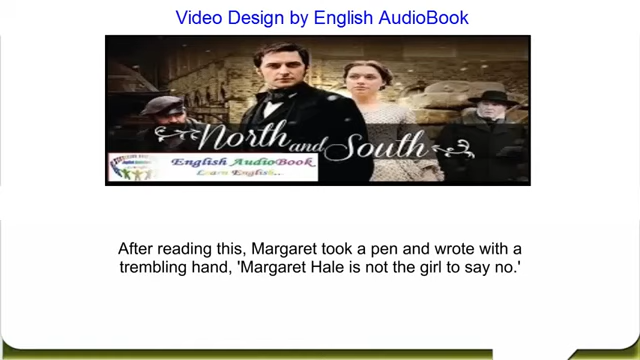 Video Design by English AudioBook
North and South
English AudioBook
Learn English...
After reading this, Margaret took a pen and wrote with a
trembling hand, 'Margaret Hale is not the girl to say no.'